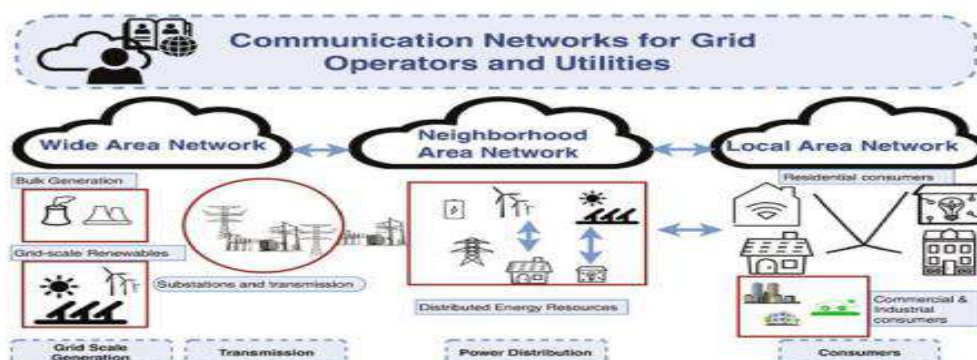 Communication Networks for Grid
Operators and Utilities
Wide Area Network
Neighborhood
Area Network
Local Area Network
Bulk Generation
Residential consumers
Grid-scale Renewables
Substations and transmission
Distributed Energy Resources
Commercial &
Industrial
consumers
Grid Scale
Generation
Transmission
Power Distribution
Consumers